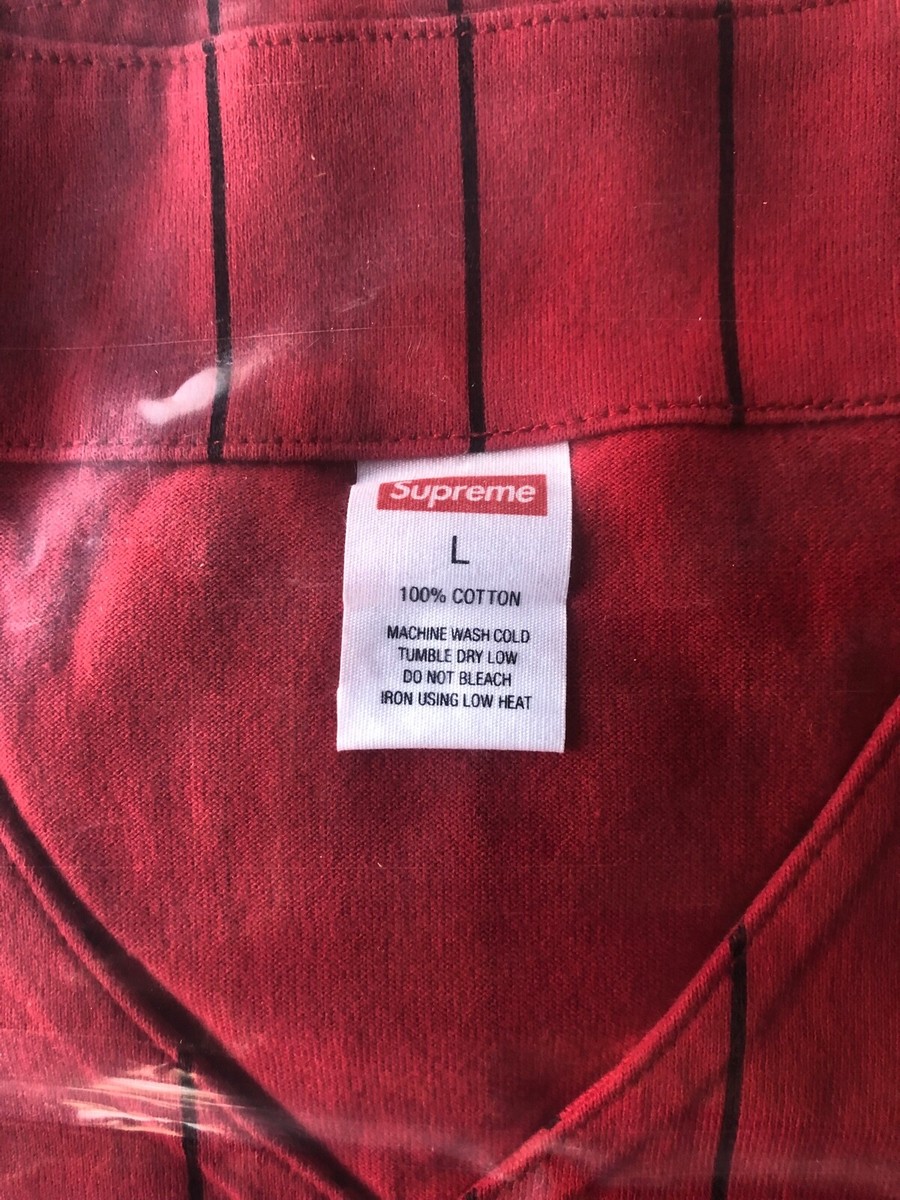 Supreme
L
100% COTTON
MACHINE WASH COLD
TUMBLE DRY LOW
DO NOT BLEACH
IRON USING LOW HEAT